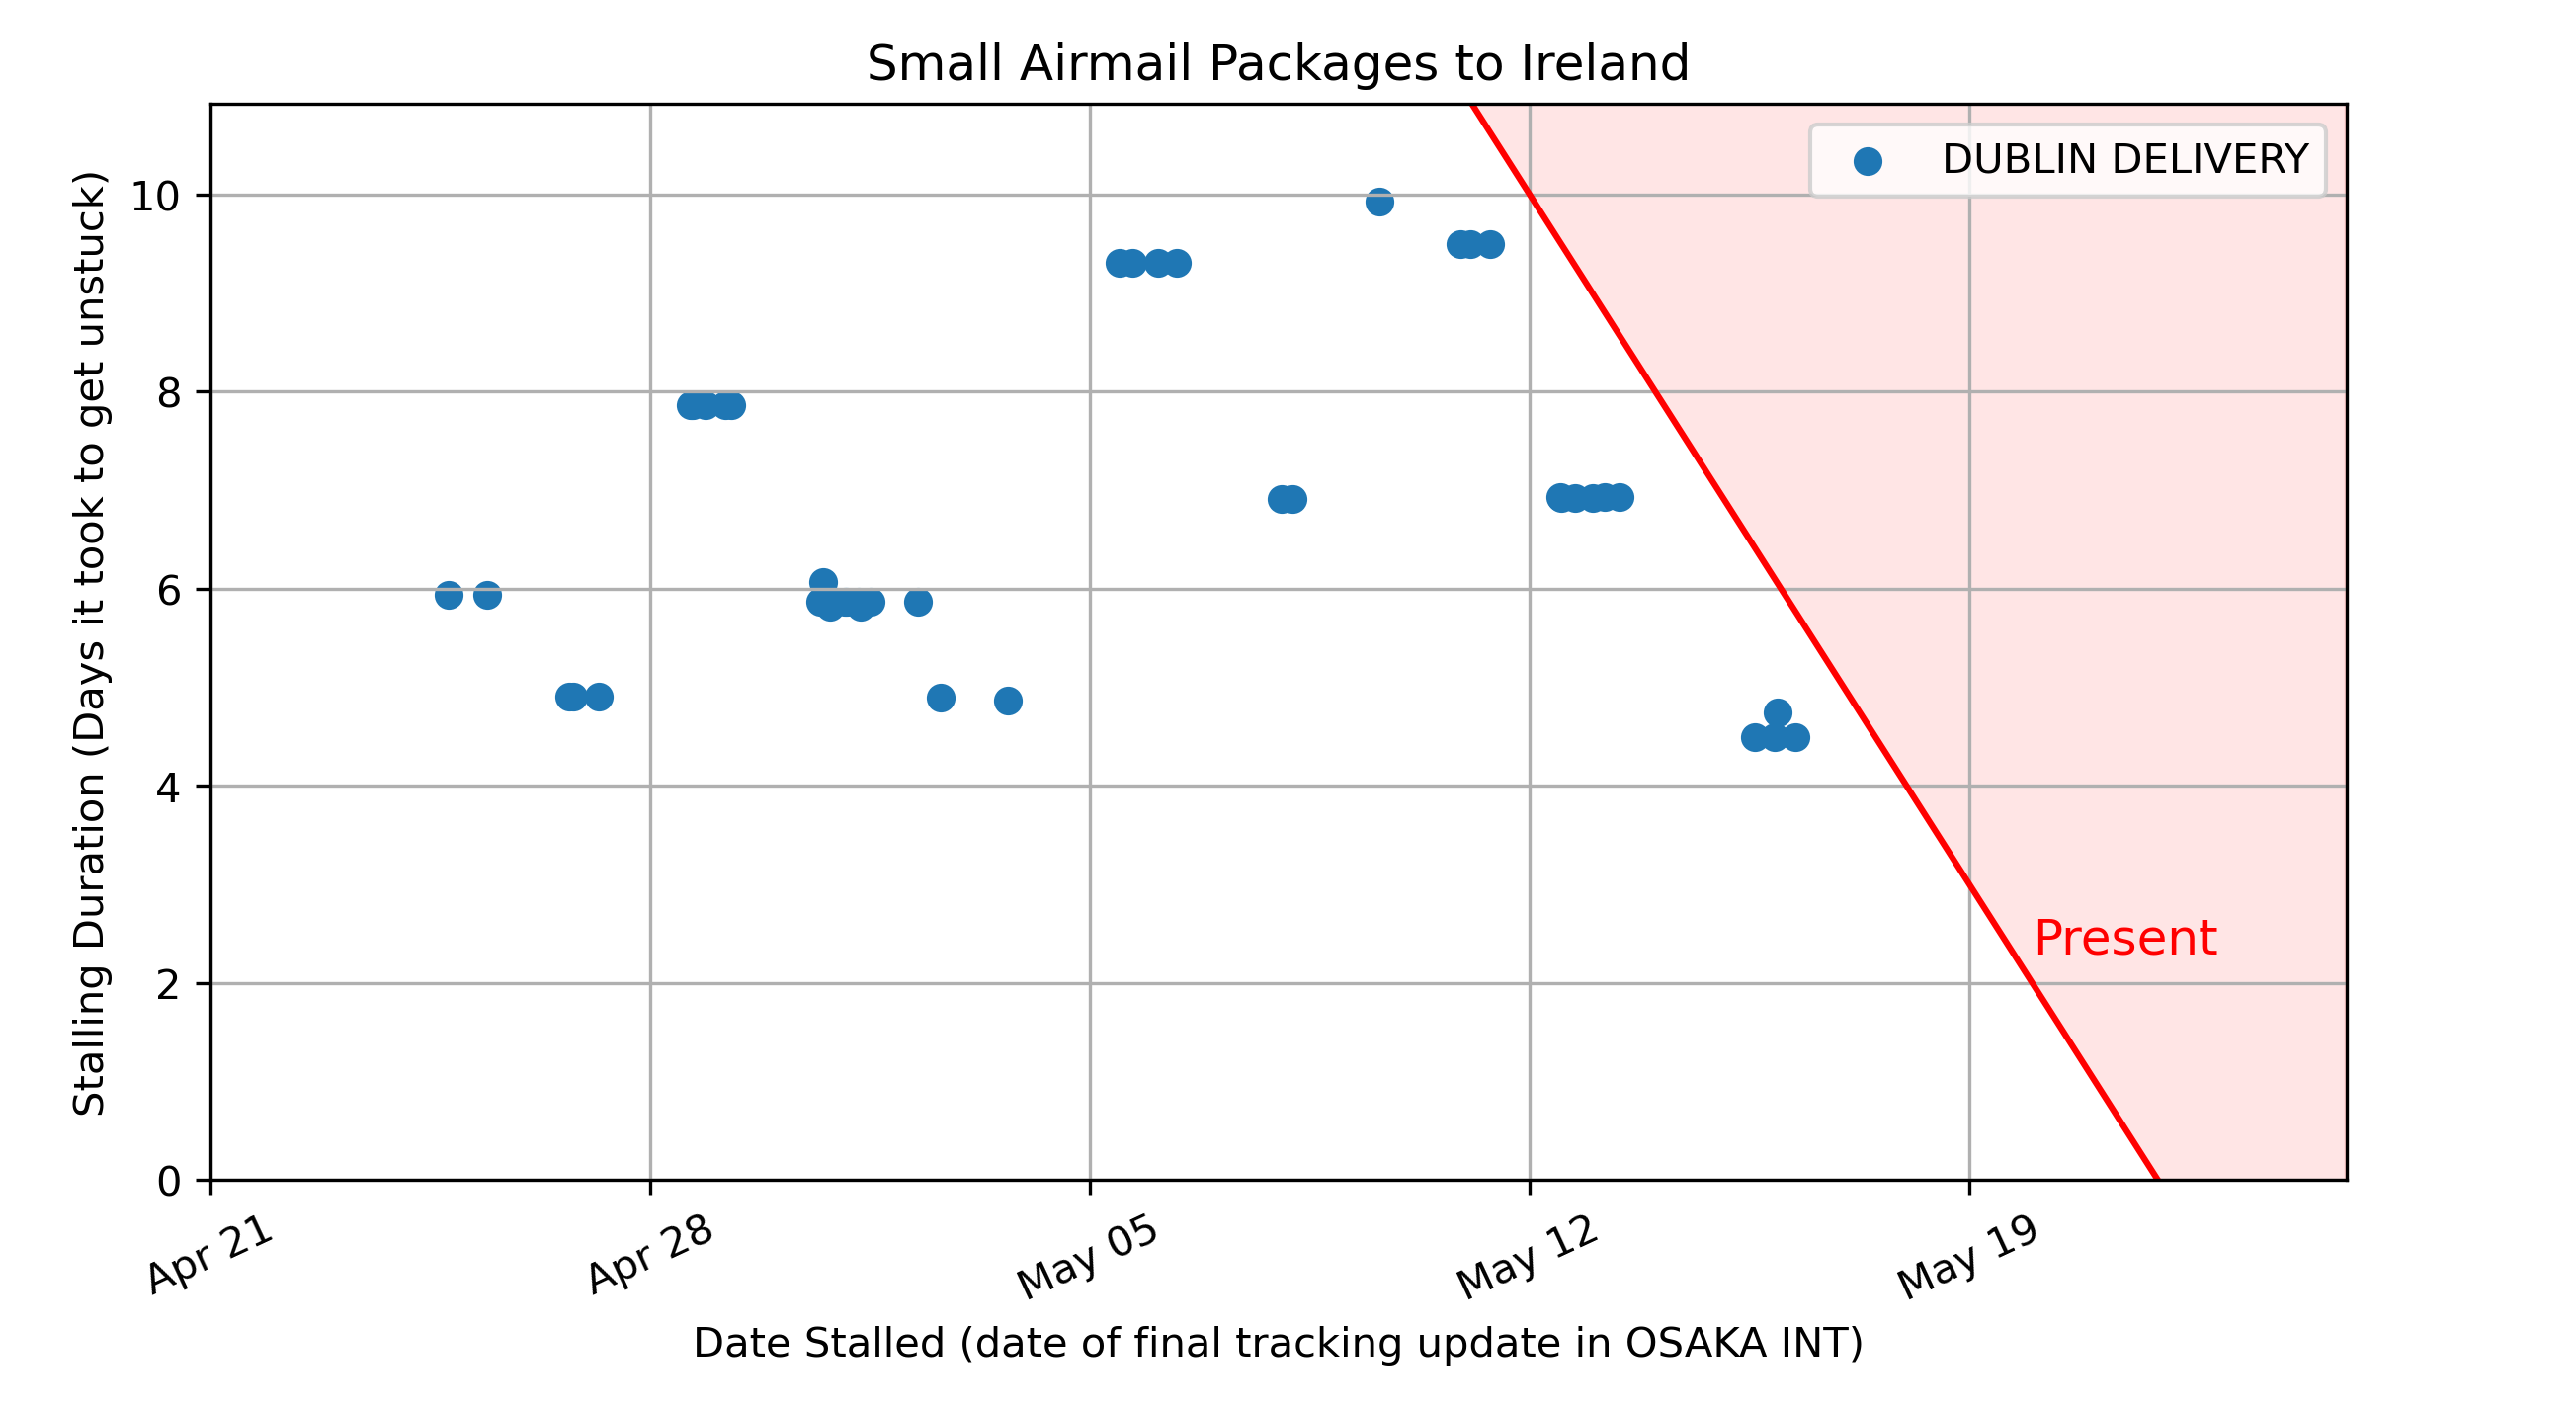 Small Airmail Packages to Ireland
DUBLIN DELIVERY
Stalling Duration (Days it took to get unstuck)
10
8
6
4
2
0
Present
Apr 21
Apr 28
May 05
May 12
May 19
Date Stalled (date of final tracking update in OSAKA INT)